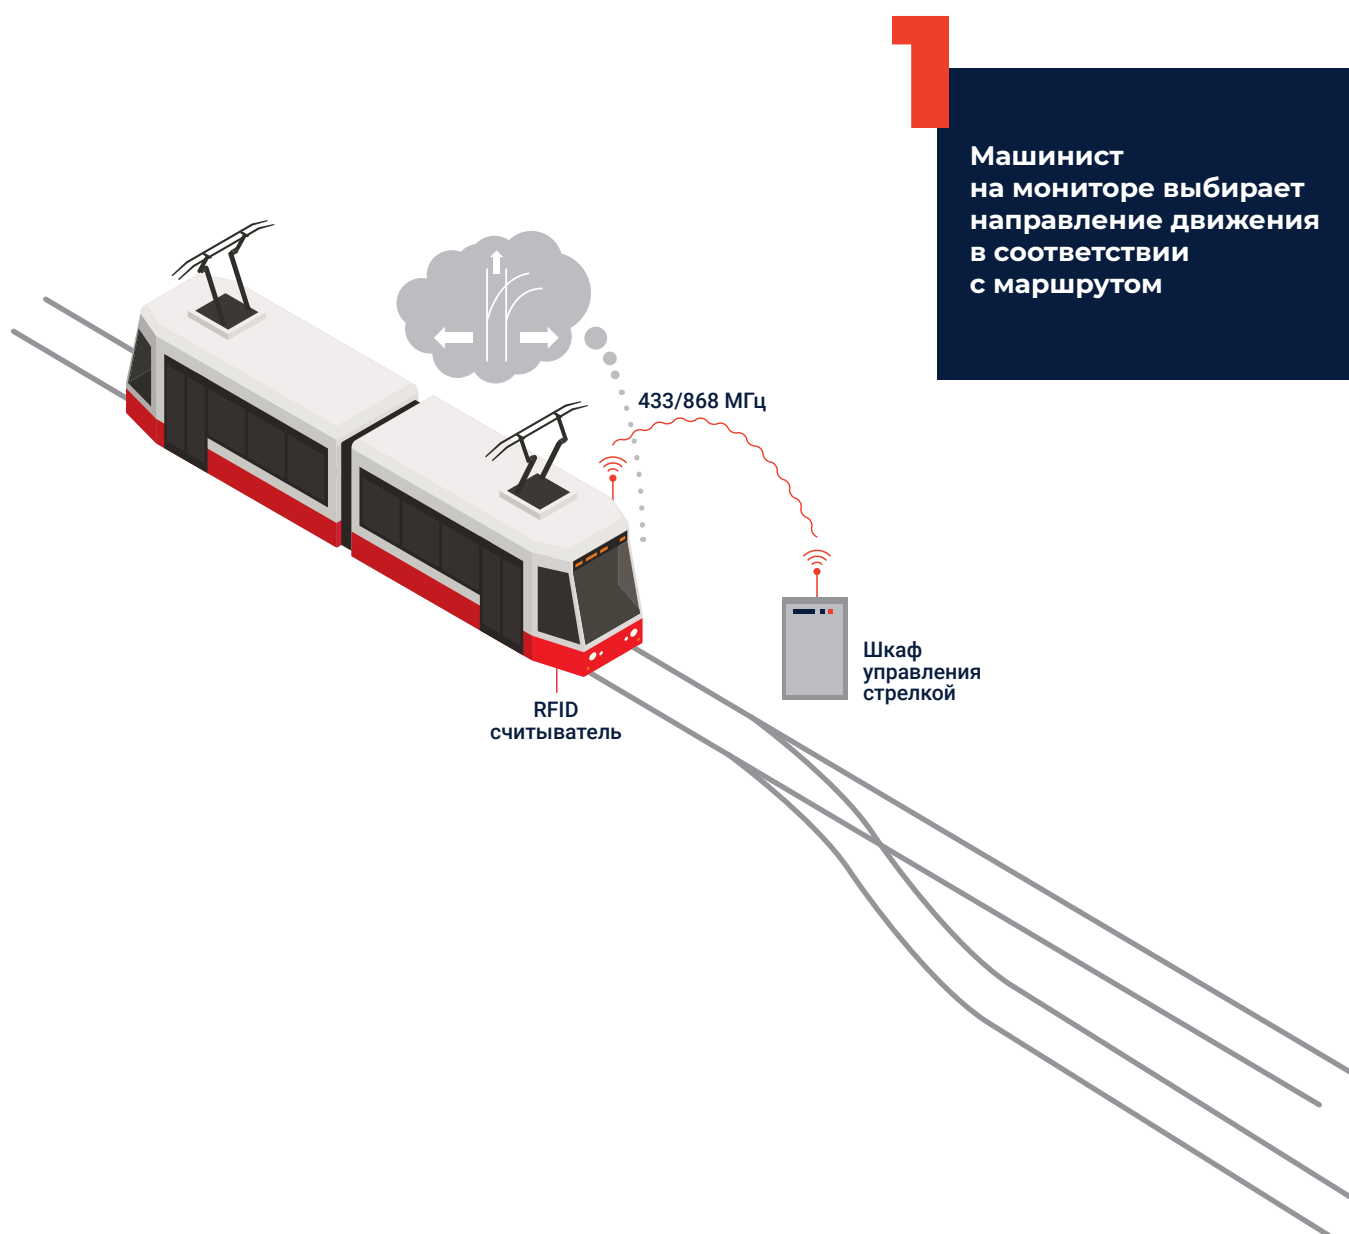 1
Машинист
на мониторе выбирает
направление движения
в соответствии
с маршрутом
433/868 МГц
Шкаф
управления
стрелкой
RFID
считыватель